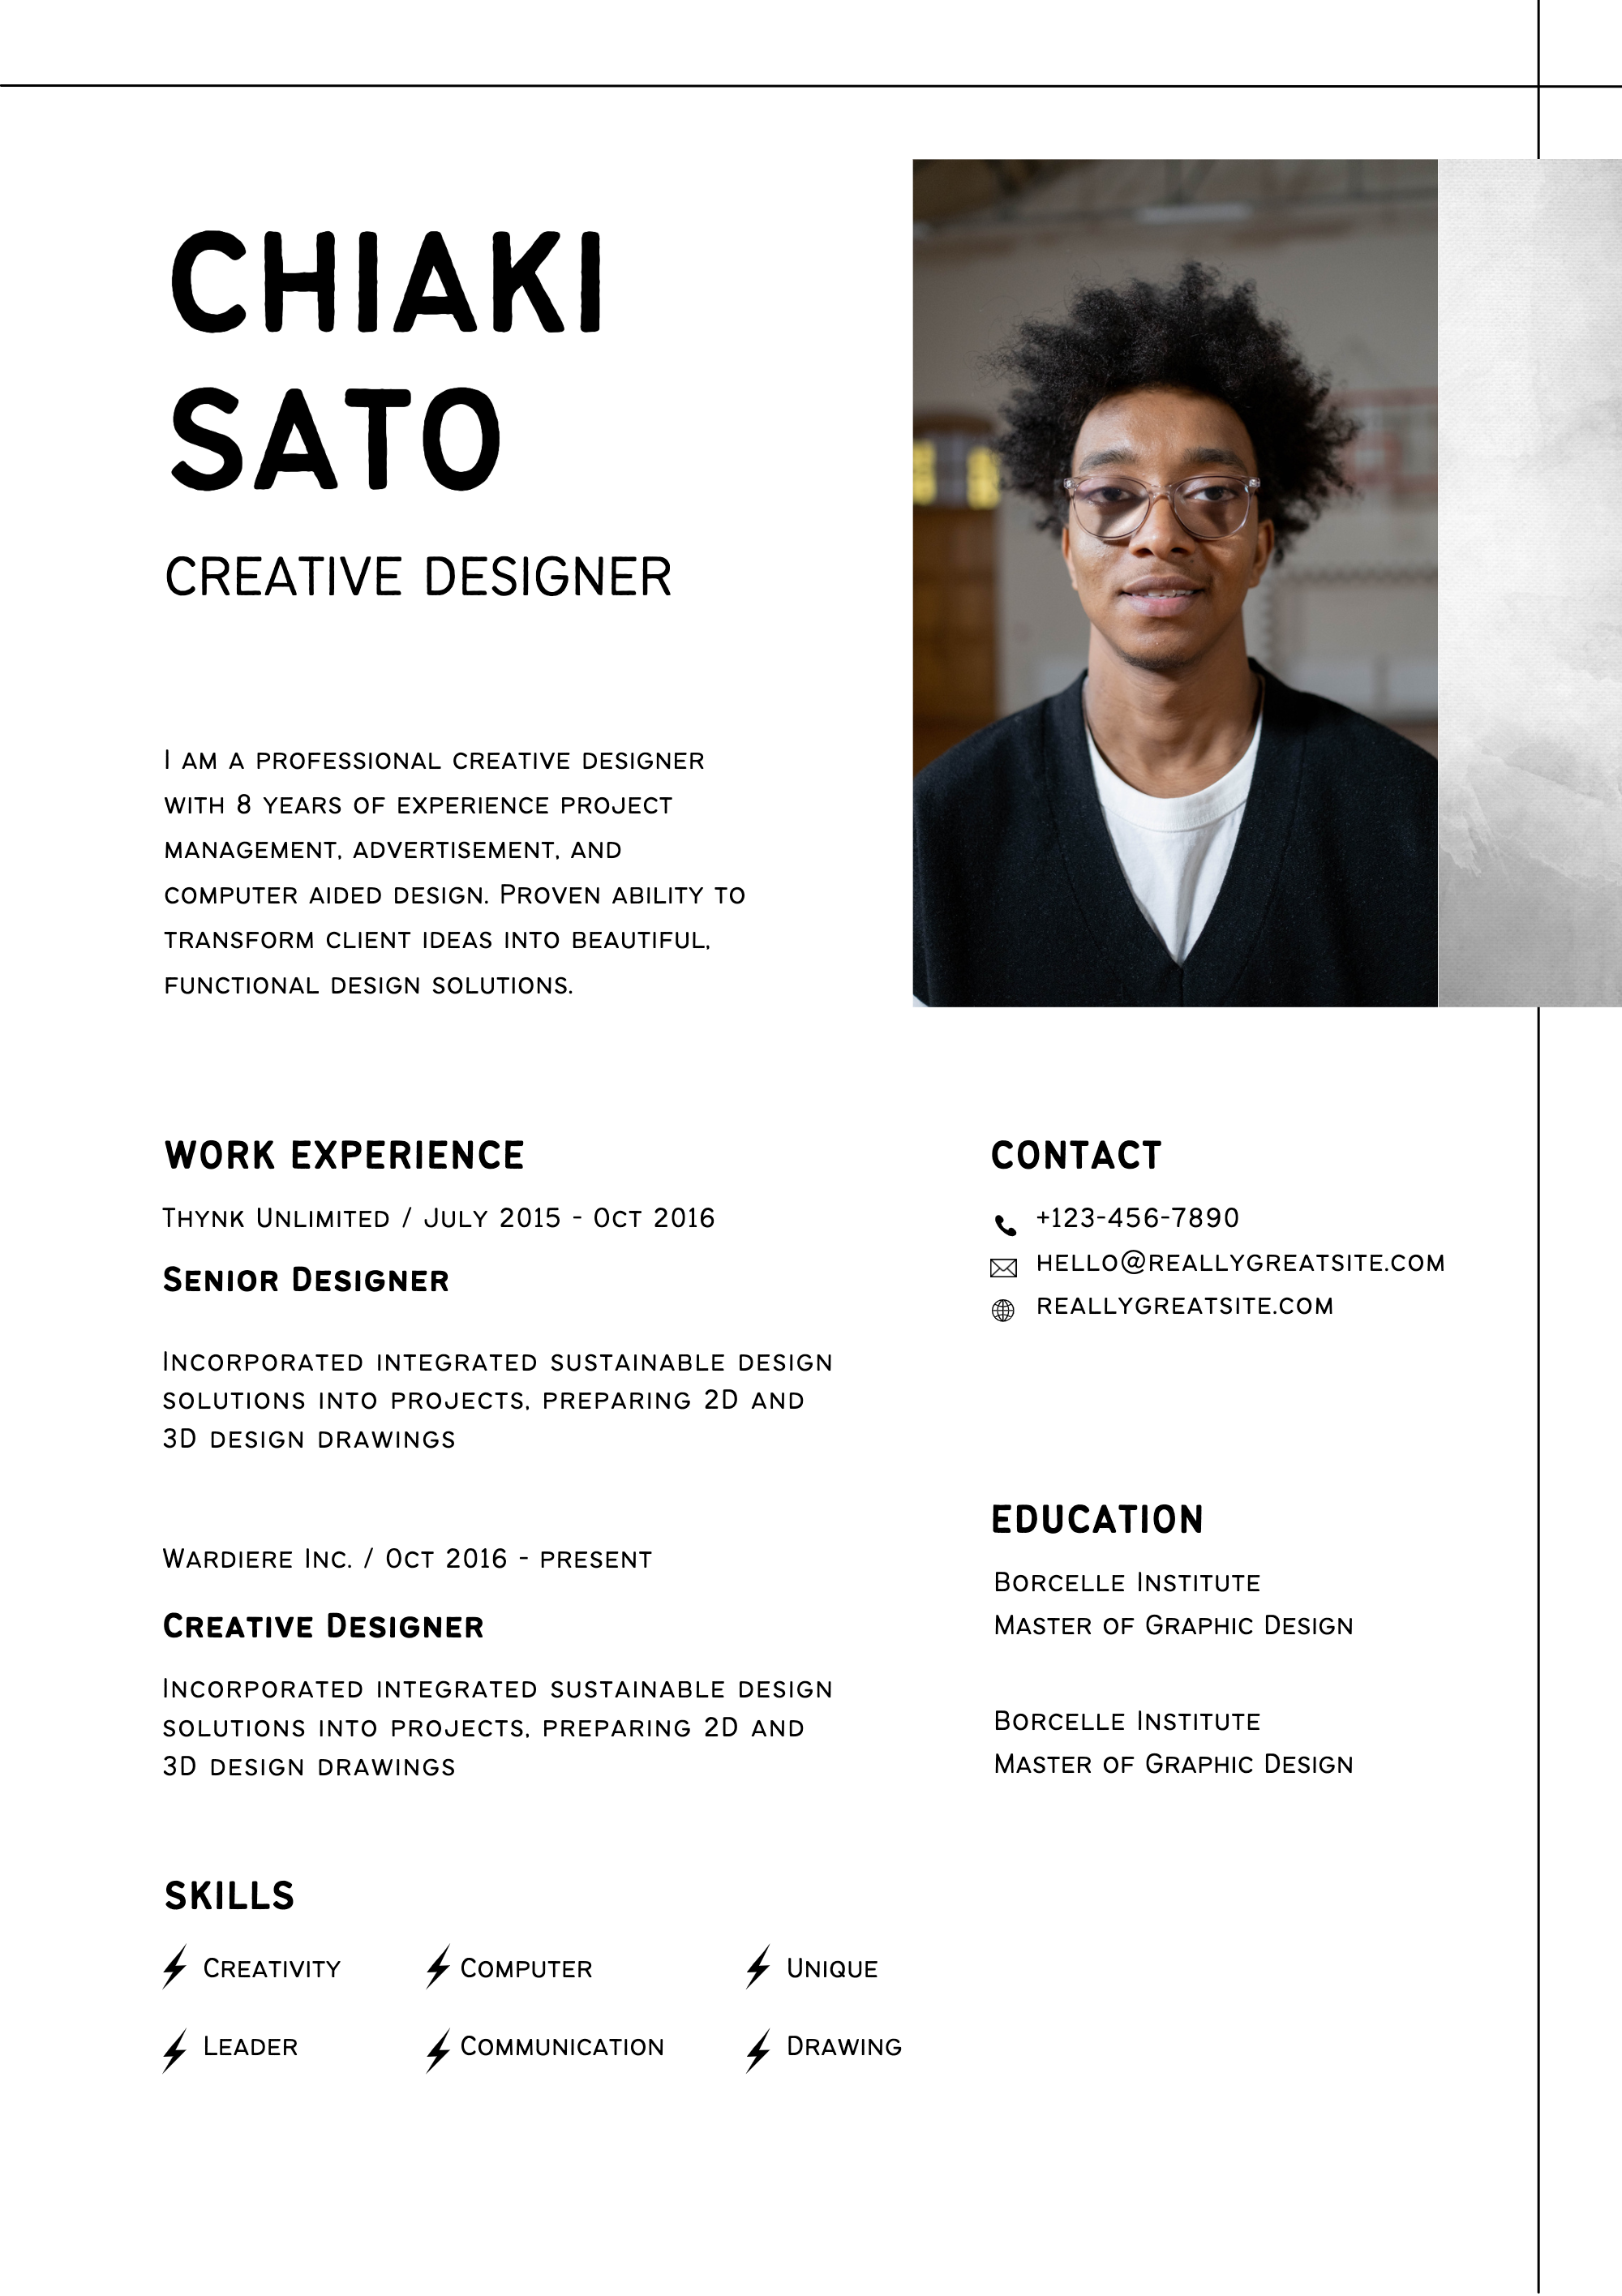 CHIAKI
SATO
CREATIVE DESIGNER
I AM A PROFESSIONAL CREATIVE DESIGNER
WITH 8 YEARS OF EXPERIENCE PROJECT
MANAGEMENT, ADVERTISEMENT, AND
COMPUTER AIDED DESIGN. PROVEN ABILITY TO
TRANSFORM CLIENT IDEAS INTO BEAUTIFUL,
FUNCTIONAL DESIGN SOLUTIONS.
WORK EXPERIENCE
THYNK UNLIMITED / JULY 2015 - OCT 2016
SENIOR DESIGNER
INCORPORATED INTEGRATED SUSTAINABLE DESIGN
SOLUTIONS INTO PROJECTS, PREPARING 2D AND
3D DESIGN DRAWINGS
WARDIERE INC. / OCT 2016 - PRESENT
CREATIVE DESIGNER
INCORPORATED INTEGRATED SUSTAINABLE DESIGN
SOLUTIONS INTO PROJECTS, PREPARING 2D AND
3D DESIGN DRAWINGS
SKILLS
CREATIVITY
COMPUTER
UNIQUE
LEADER
COMMUNICATION
DRAWING
CONTACT
+123-456-7890
HELLO@REALLYGREATSITE.COM
REALLYGREATSITE.COM
EDUCATION
BORCELLE INSTITUTE
MASTER OF GRAPHIC DESIGN
BORCELLE INSTITUTE
MASTER OF GRAPHIC DESIGN